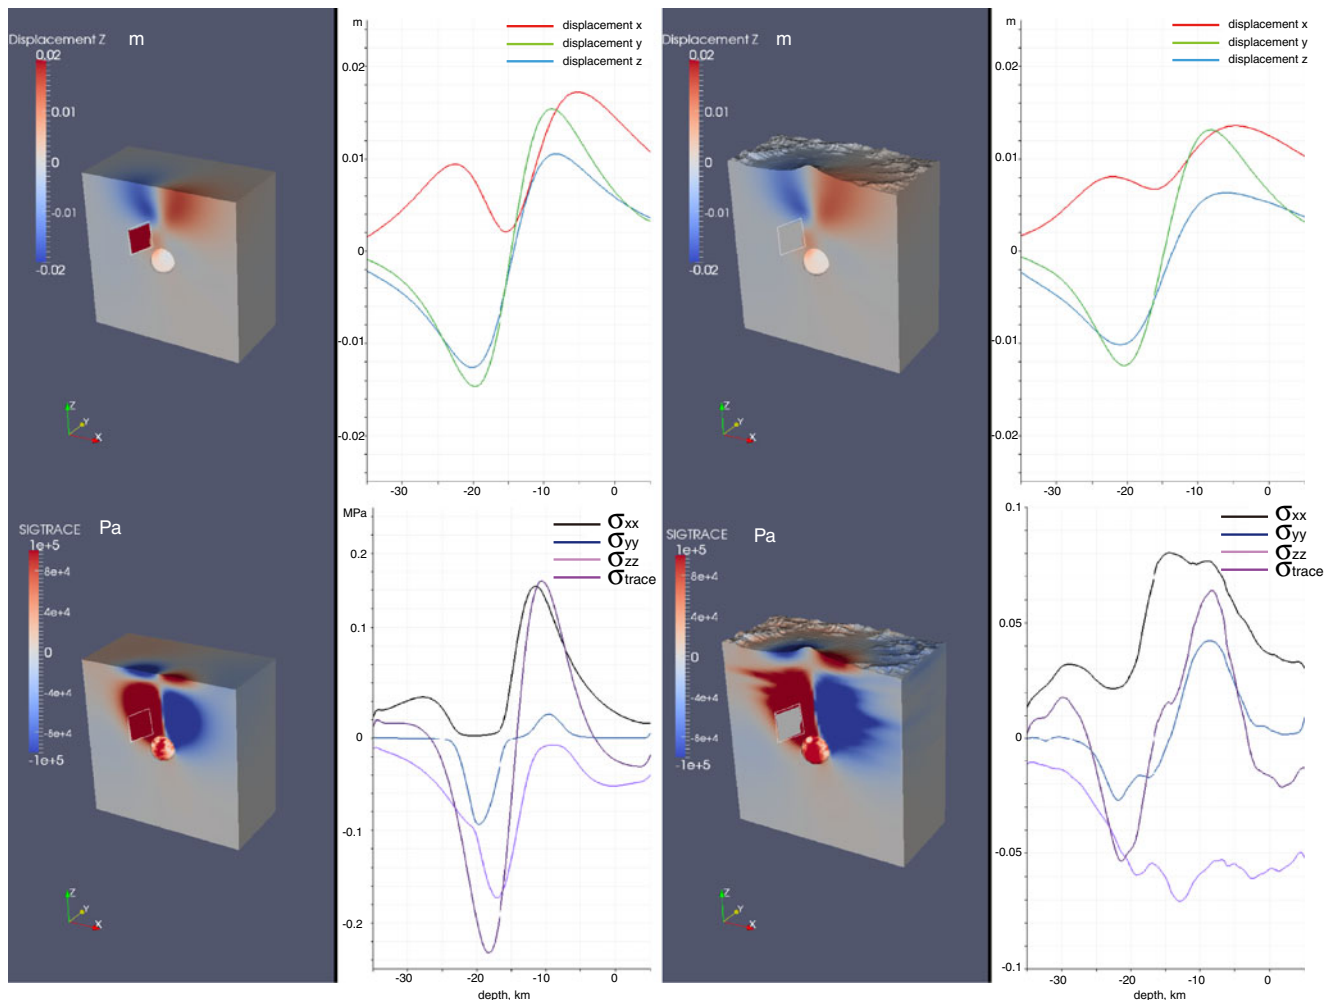 Displacement Z m
0.02
0.01
0
-0.01
-0.02
Z
Y
X
m
displacement x
displacement y
displacement z
0.02
0.01
0
-0.01
-0.02
-30 -20 -10 0
Displacement Z m
0.02
0.01
0
-0.01
-0.02
Z
Y
X
m
displacement x
displacement y
displacement z
0.02
0.01
0
-0.01
-0.02
-30 -20 -10 0
SIGTRACE Pa
1e+5
8e+4
4e+4
0
-4e+4
-8e+4
-1e+5
Z
Y
X
MPa
σxx
σyy
σzz
σtrace
0.2
0.1
0
-0.1
-0.2
-30 -20 -10 0
depth, km
SIGTRACE Pa
1e+5
8e+4
4e+4
0
-4e+4
-8e+4
-1e+5
Z
Y
X
σxx
σyy
σzz
σtrace
0.1
0.05
0
-0.05
-0.1
-30 -20 -10 0
depth, km